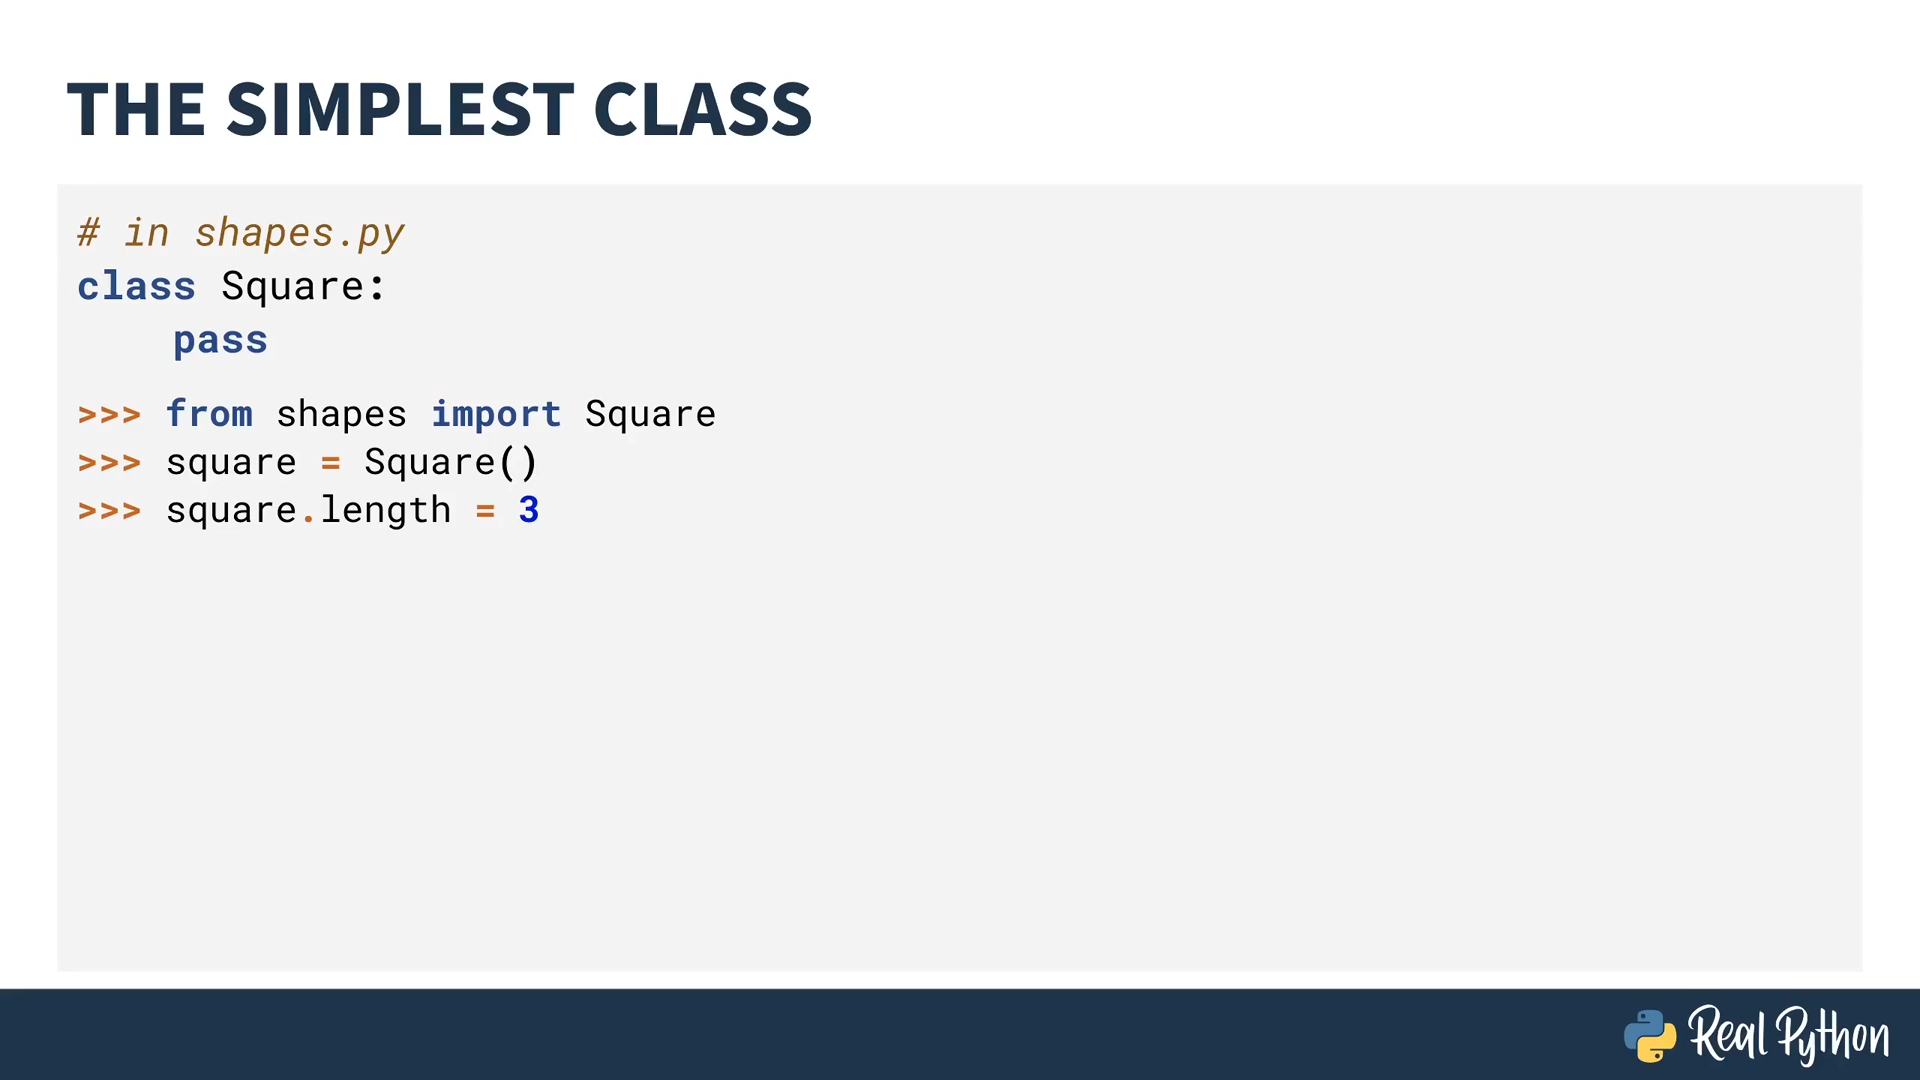 THE SIMPLEST CLASS
# in shapes.py
class Square:
    pass
>>> from shapes import Square
>>> square = Square()
>>> square.length = 3
Real Python